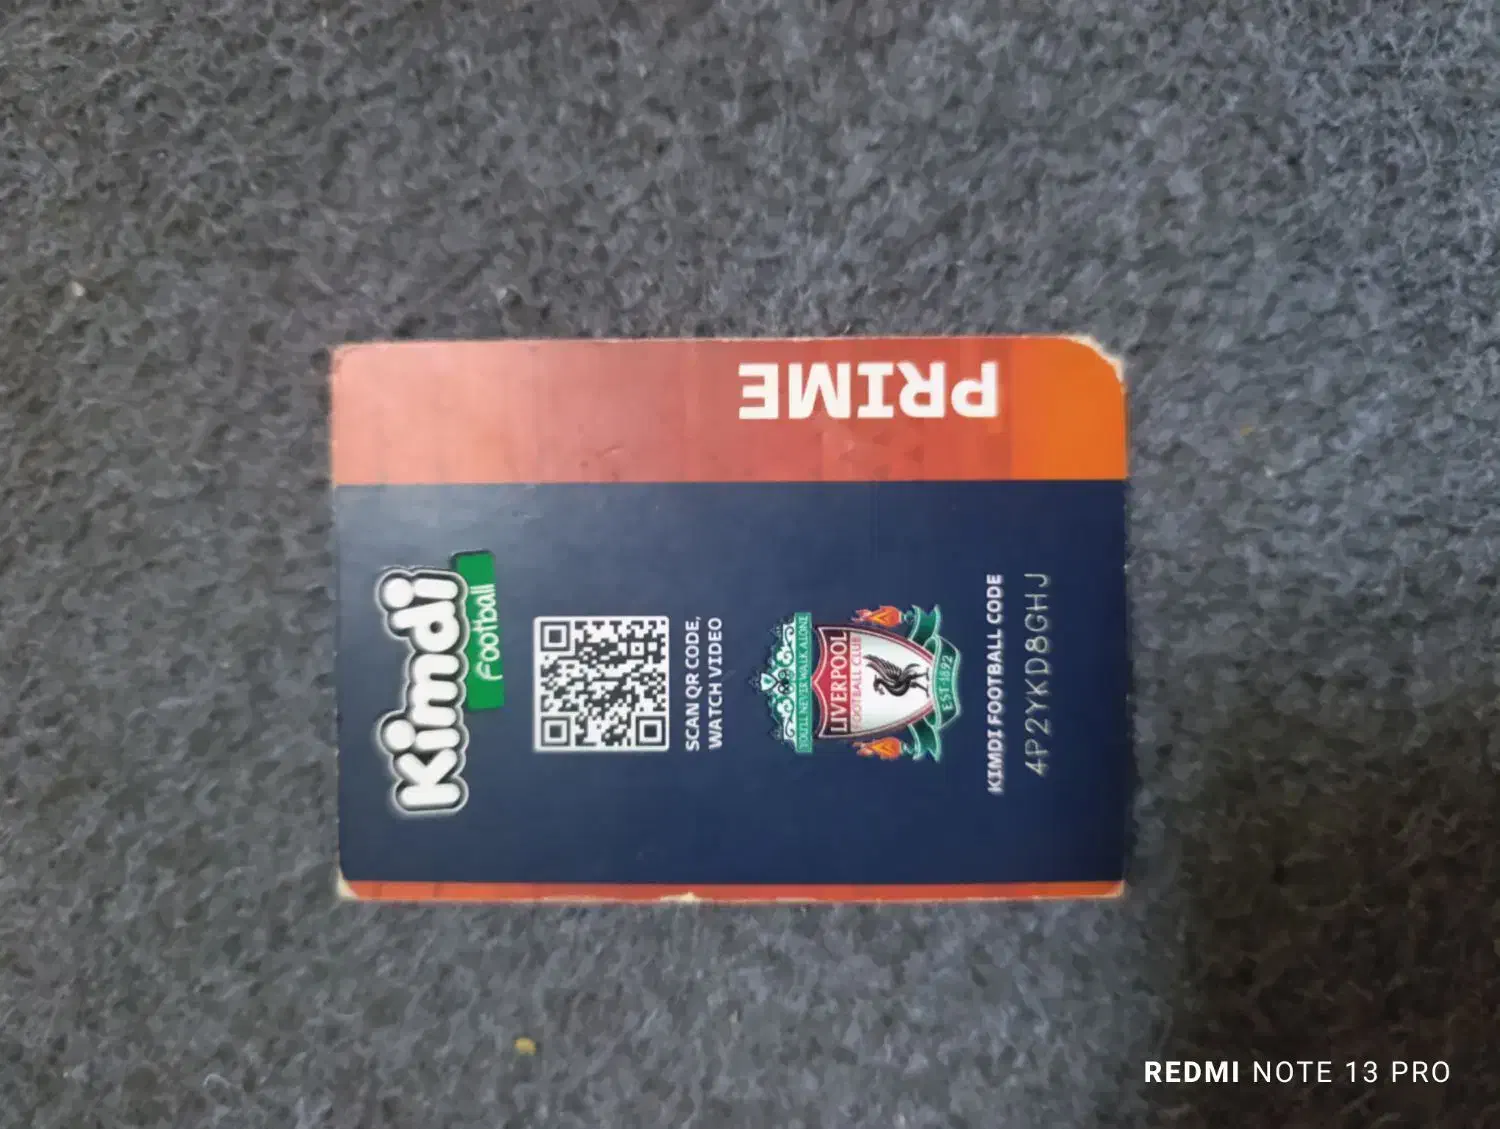 PRIME
Kimdi
Football
SCAN QR CODE,
WATCH VIDEO
YOU'LL NEVER WALK ALONE
LIVERPOOL
FOOTBALL CLUB
EST·1892
KIMDI FOOTBALL CODE
4P2YKD8GHJ
REDMI NOTE 13 PRO